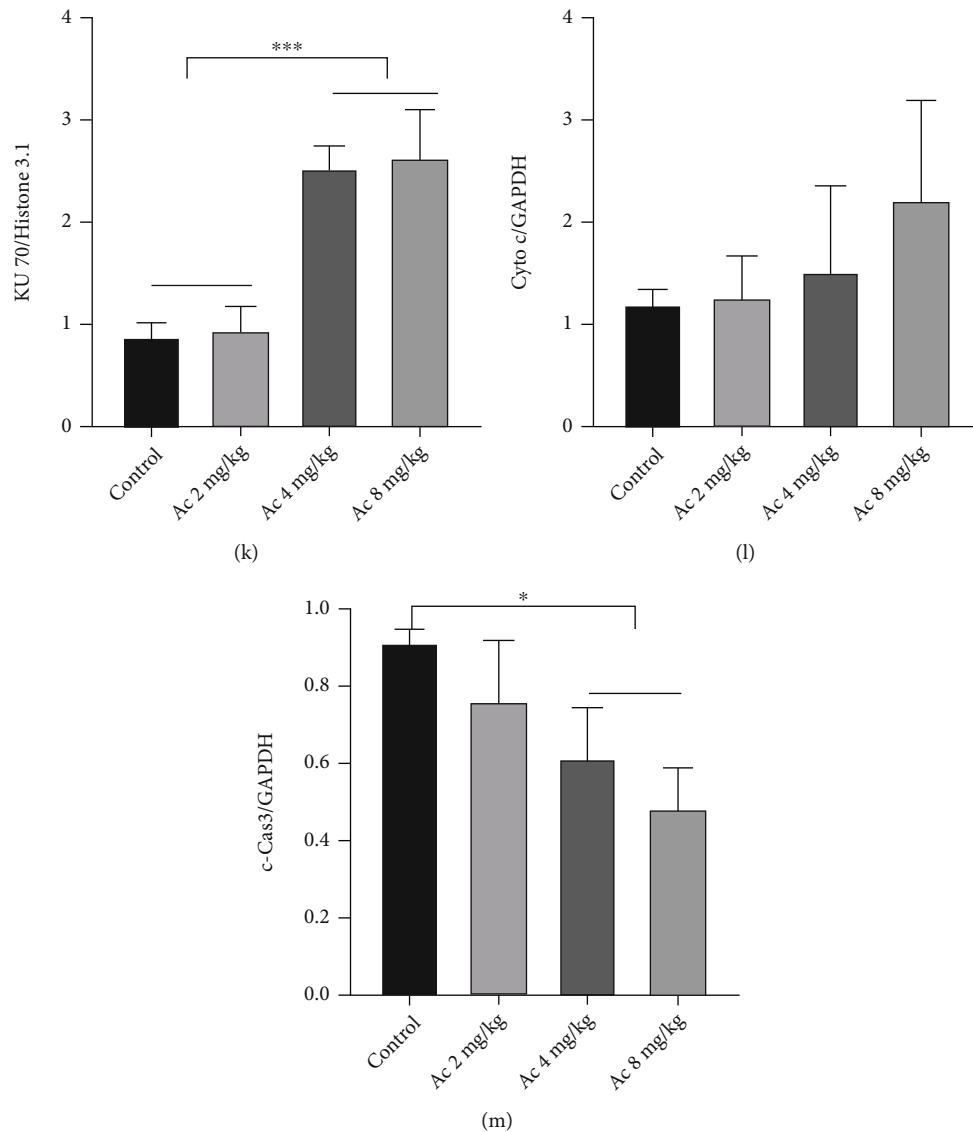 KU 70/Histone 3.1
4
3
2
1
0
***
Control
Ac 2 mg/kg
Ac 4 mg/kg
Ac 8 mg/kg
(k)
Cyto c/GAPDH
4
3
2
1
0
Control
Ac 2 mg/kg
Ac 4 mg/kg
Ac 8 mg/kg
(l)
c-Cas3/GAPDH
1.0
0.8
0.6
0.4
0.2
0.0
*
Control
Ac 2 mg/kg
Ac 4 mg/kg
Ac 8 mg/kg
(m)